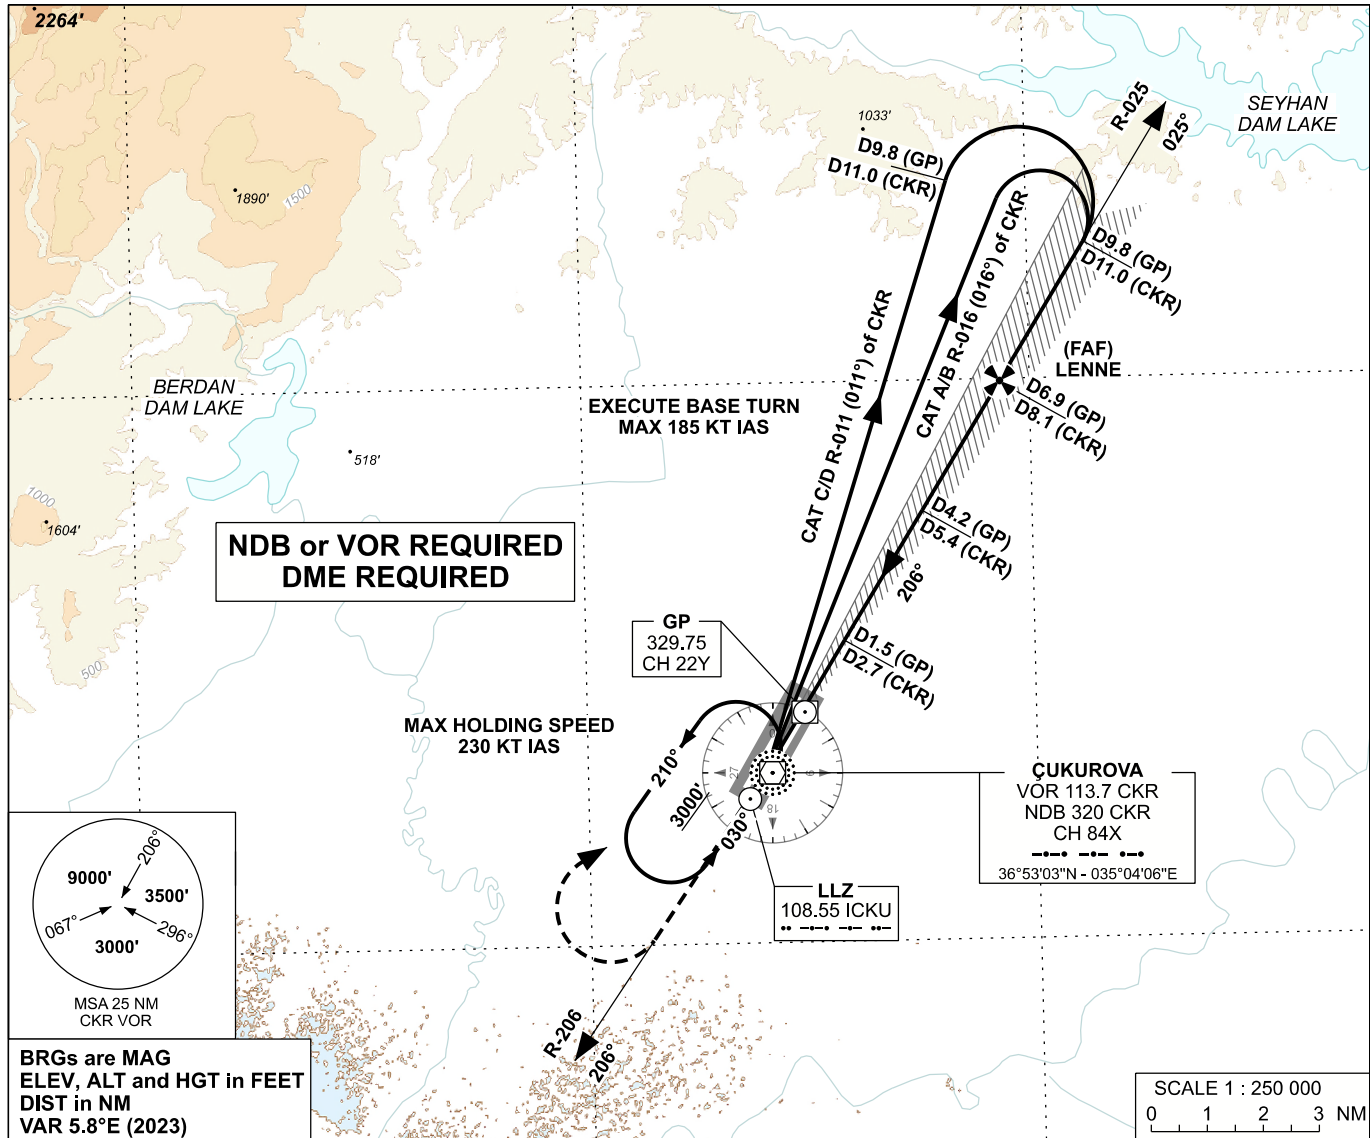 2264'
R-025
025°
SEYHAN
DAM LAKE
1033'
D9.8 (GP)
D11.0 (CKR)
1890'
1500
D9.8 (GP)
D11.0 (CKR)
CAT C/D R-011 (011°) of CKR
CAT A/B R-016 (016°) of CKR
(FAF)
LENNE
D6.9 (GP)
D8.1 (CKR)
BERDAN
DAM LAKE
EXECUTE BASE TURN
MAX 185 KT IAS
518'
1000
1604'
D4.2 (GP)
D5.4 (CKR)
206°
NDB or VOR REQUIRED
DME REQUIRED
GP
329.75
CH 22Y
D1.5 (GP)
D2.7 (CKR)
500
MAX HOLDING SPEED
230 KT IAS
210°
3000'
030°
0
9
18
27
ÇUKUROVA
VOR 113.7 CKR
NDB 320 CKR
CH 84X
36°53'03"N - 035°04'06"E
LLZ
108.55 ICKU
206°
9000'
3500'
067°
296°
3000'
MSA 25 NM
CKR VOR
R-206
206°
BRGs are MAG
ELEV, ALT and HGT in FEET
DIST in NM
VAR 5.8°E (2023)
SCALE 1 : 250 000
0 1 2 3 NM